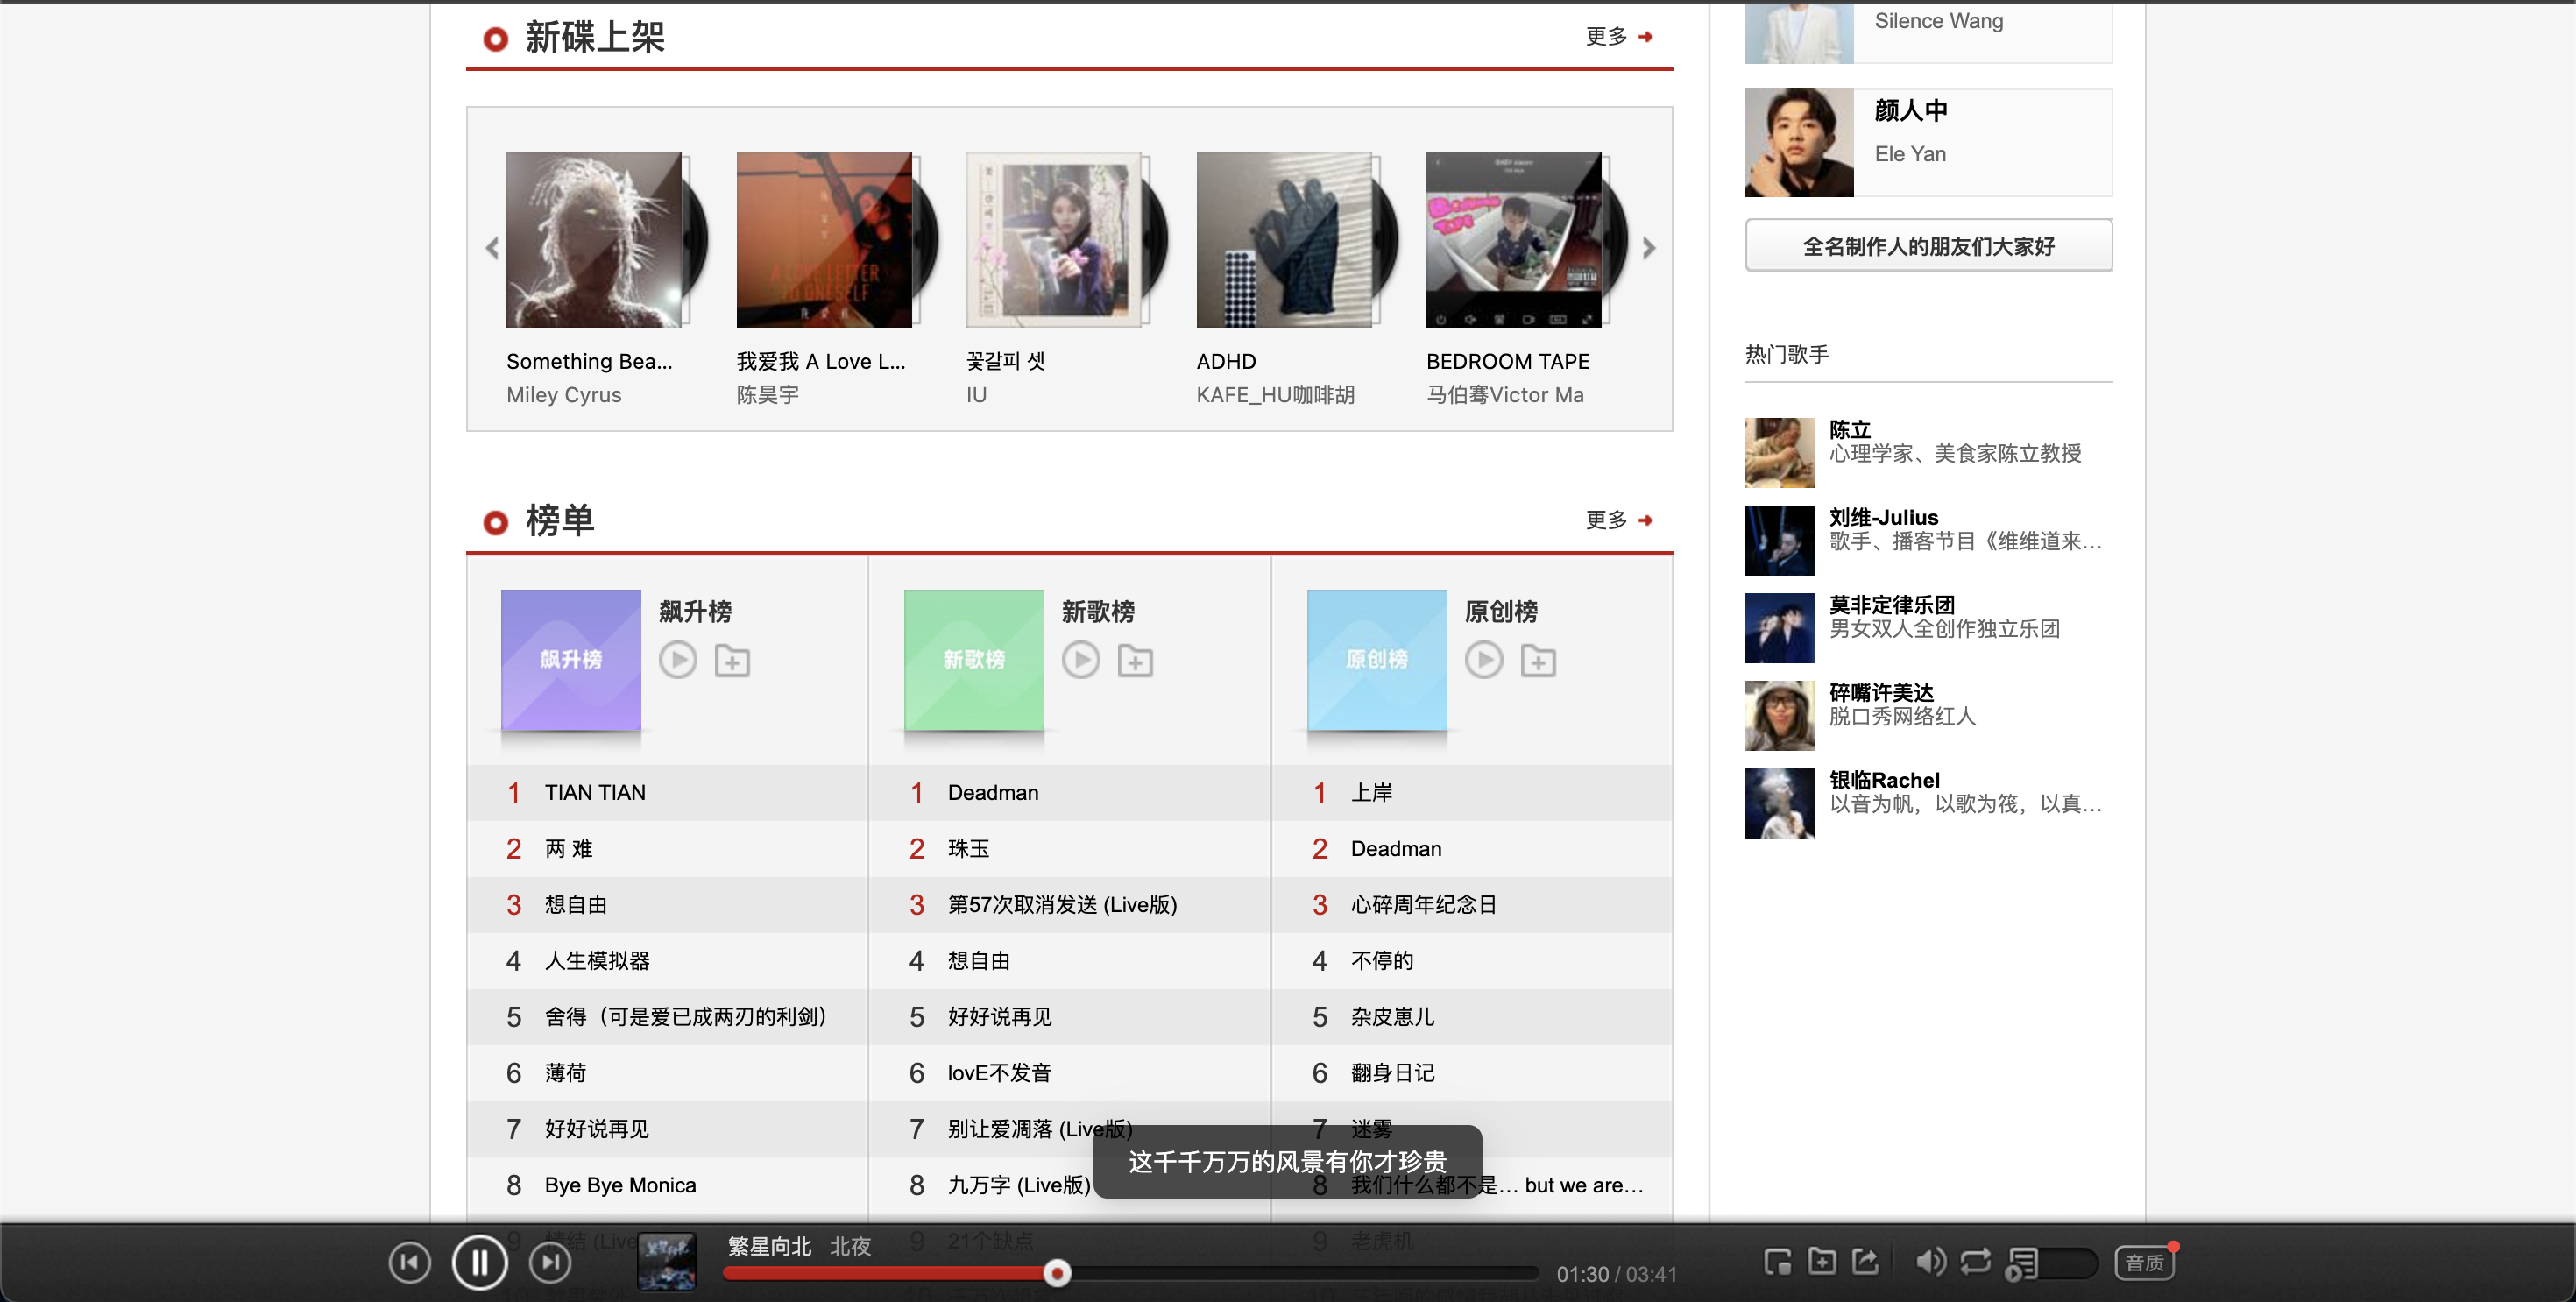 新碟上架
更多
Something Bea...
Miley Cyrus
我爱我 A Love L...
陈昊宇
꽃갈피 셋
IU
ADHD
KAFE_HU咖啡胡
BEDROOM TAPE
马伯骞Victor Ma
榜单
更多
飙升榜
飙升榜
1 TIAN TIAN
2 两 难
3 想自由
4 人生模拟器
5 舍得（可是爱已成两刃的利剑）
6 薄荷
7 好好说再见
8 Bye Bye Monica
9 情结 (Live
新歌榜
新歌榜
1 Deadman
2 珠玉
3 第57次取消发送 (Live版)
4 想自由
5 好好说再见
6 lovE不发音
7 别让爱凋落 (Live版)
8 九万字 (Live版)
9 21个缺点
10
原创榜
原创榜
1 上岸
2 Deadman
3 心碎周年纪念日
4 不停的
5 杂皮崽儿
6 翻身日记
7 迷雾
8 我们什么都不是… but we are…
9 老虎机
10
Silence Wang
颜人中
Ele Yan
全名制作人的朋友们大家好
热门歌手
陈立
心理学家、美食家陈立教授
刘维-Julius
歌手、播客节目《维维道来…
莫非定律乐团
男女双人全创作独立乐团
碎嘴许美达
脱口秀网络红人
银临Rachel
以音为帆，以歌为筏，以真…
这千千万万的风景有你才珍贵
繁星向北 北夜
01:30 / 03:41
音质